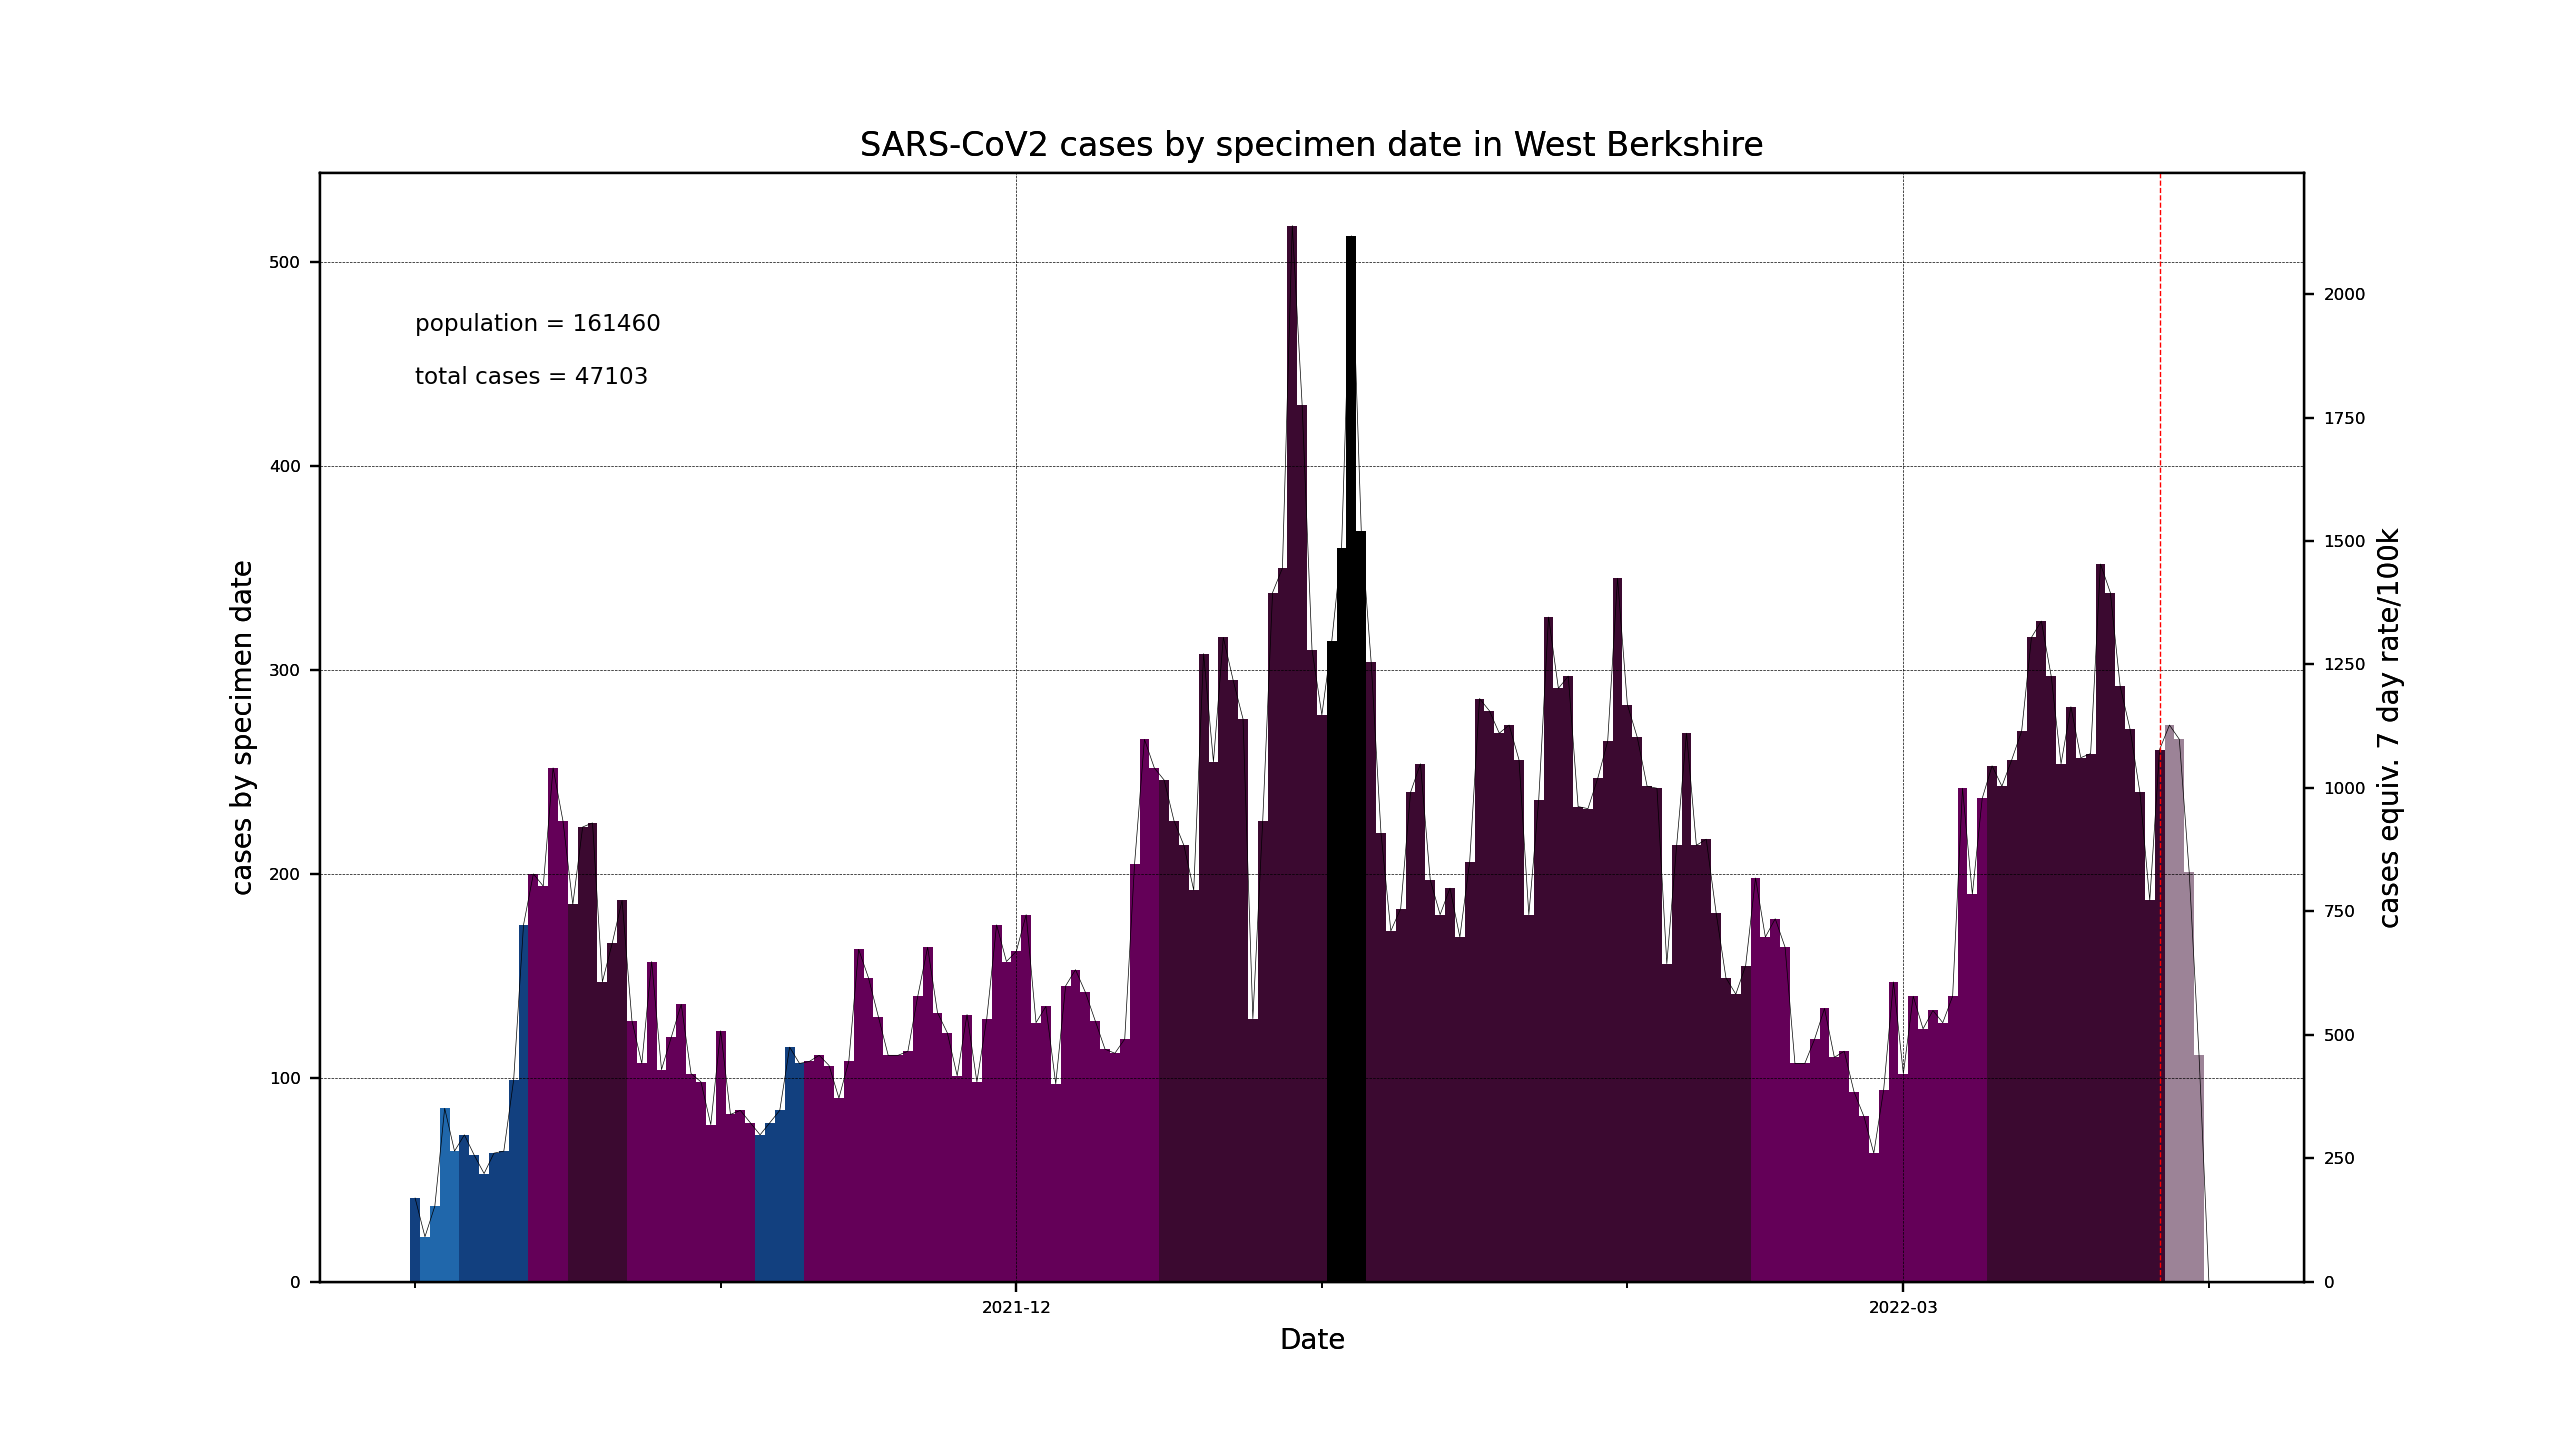 SARS-CoV2 cases by specimen date in West Berkshire
population = 161460
total cases = 47103
cases by specimen date
500
400
300
200
100
0
2000
1750
1500
1250
1000
750
500
250
0
cases equiv. 7 day rate/100k
2021-12
2022-03
Date